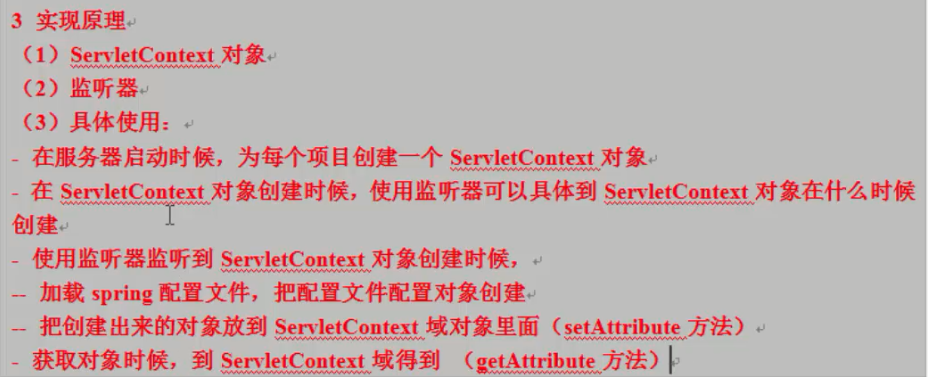 3 实现原理
（1）ServletContext 对象
（2）监听器
（3）具体使用：
- 在服务器启动时候，为每个项目创建一个 ServletContext 对象
- 在 ServletContext 对象创建时候，使用监听器可以具体到 ServletContext 对象在什么时候
创建
- 使用监听器监听到 ServletContext 对象创建时候，
-- 加载 spring 配置文件，把配置文件配置对象创建
-- 把创建出来的对象放到 ServletContext 域对象里面（setAttribute 方法）
- 获取对象时候，到 ServletContext 域得到 （getAttribute 方法）